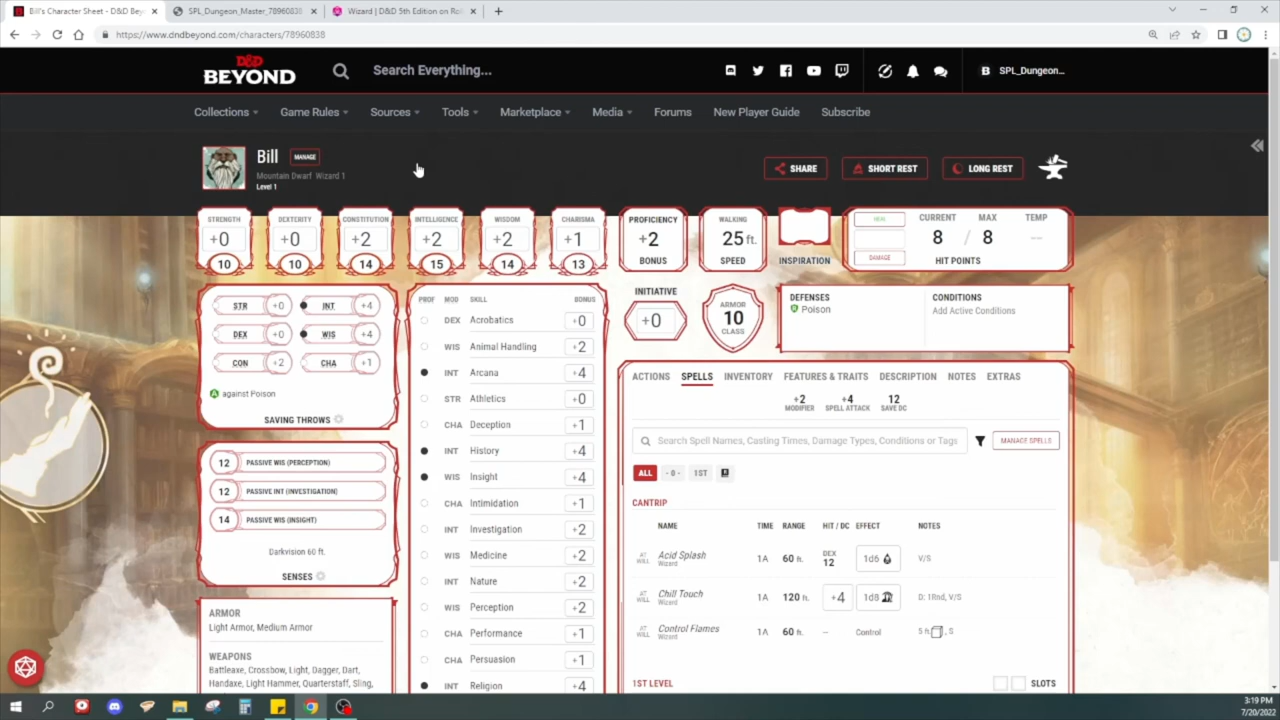 Bill's Character Sheet - D&D Bey
SPL_Dungeon_Master_78960838
Wizard | D&D 5th Edition on Rol
https://www.dndbeyond.com/characters/78960838
D&D
BEYOND
Search Everything...
SPL_Dungeon...
Collections
Game Rules
Sources
Tools
Marketplace
Media
Forums
New Player Guide
Subscribe
Bill
MANAGE
Mountain Dwarf Wizard 1
Level 1
SHARE
SHORT REST
LONG REST
STRENGTH
+0
10
DEXTERITY
+0
10
CONSTITUTION
+2
14
INTELLIGENCE
+2
15
WISDOM
+2
14
CHARISMA
+1
13
PROFICIENCY
+2
BONUS
WALKING
25 ft.
SPEED
INSPIRATION
HEAL
DAMAGE
CURRENT
MAX
TEMP
8 / 8 --
HIT POINTS
STR +0
INT +4
DEX +0
WIS +4
CON +2
CHA +1
against Poison
SAVING THROWS
12 PASSIVE WIS (PERCEPTION)
12 PASSIVE INT (INVESTIGATION)
14 PASSIVE WIS (INSIGHT)
Darkvision 60 ft.
SENSES
ARMOR
Light Armor, Medium Armor
WEAPONS
Battleaxe, Crossbow, Light, Dagger, Dart,
Handaxe, Light Hammer, Quarterstaff, Sling,
PROF MOD SKILL BONUS
DEX Acrobatics +0
WIS Animal Handling +2
INT Arcana +4
STR Athletics +0
CHA Deception +1
INT History +4
WIS Insight +4
CHA Intimidation +1
INT Investigation +2
WIS Medicine +2
INT Nature +2
WIS Perception +2
CHA Performance +1
CHA Persuasion +1
INT Religion +4
INITIATIVE
+0
ARMOR
10
CLASS
DEFENSES
Poison
CONDITIONS
Add Active Conditions
ACTIONS SPELLS INVENTORY FEATURES & TRAITS DESCRIPTION NOTES EXTRAS
+2
MODIFIER
+4
SPELL ATTACK
12
SAVE DC
Search Spell Names, Casting Times, Damage Types, Conditions or Tags
MANAGE SPELLS
ALL
- 0 -
1ST
CANTRIP
NAME TIME RANGE HIT / DC EFFECT NOTES
AT WILL Acid Splash 1A 60 ft. DEX 12 1d6 V/S
Wizard
AT WILL Chill Touch 1A 120 ft. +4 1d8 D: 1Rnd, V/S
Wizard
AT WILL Control Flames 1A 60 ft. -- Control 5 ft , S
Wizard
1ST LEVEL
SLOTS
3:19 PM
7/20/2022